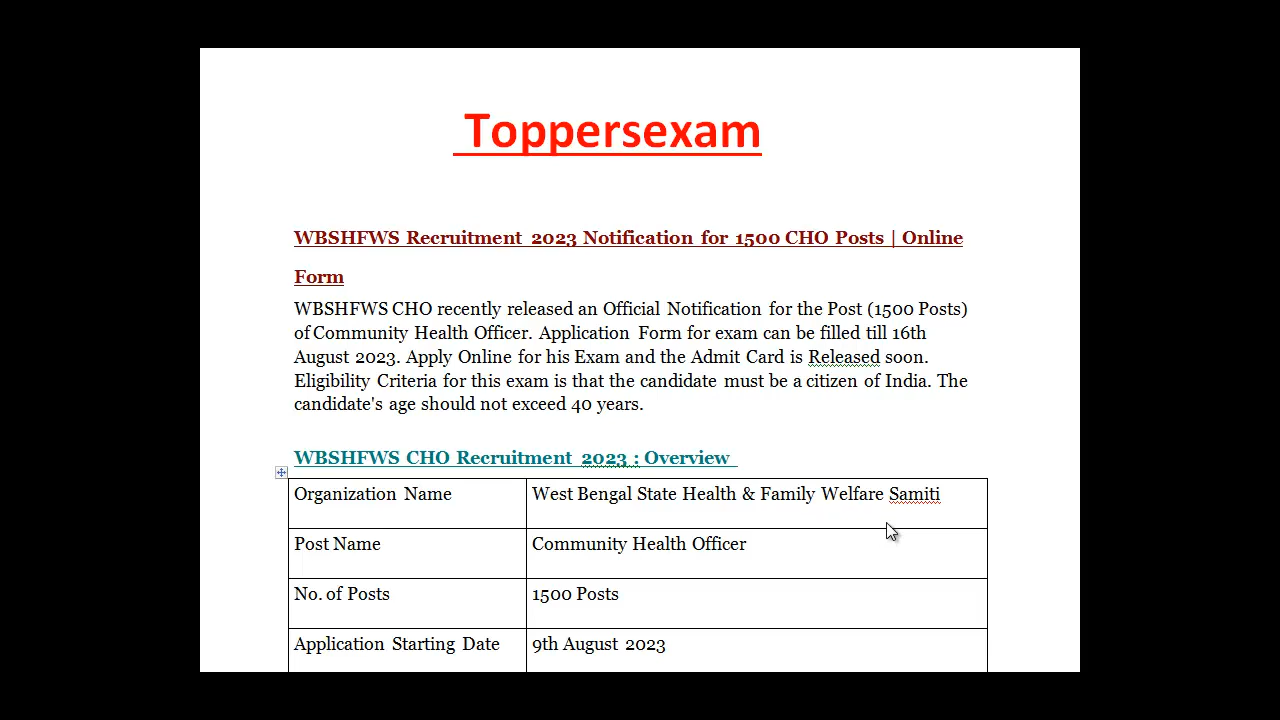 Toppersexam
WBSHFWS Recruitment 2023 Notification for 1500 CHO Posts | Online
Form
WBSHFWS CHO recently released an Official Notification for the Post (1500 Posts)
of Community Health Officer. Application Form for exam can be filled till 16th
August 2023. Apply Online for his Exam and the Admit Card is Released soon.
Eligibility Criteria for this exam is that the candidate must be a citizen of India. The
candidate's age should not exceed 40 years.
WBSHFWS CHO Recruitment 2023 : Overview
Organization Name West Bengal State Health & Family Welfare Samiti
Post Name Community Health Officer
No. of Posts 1500 Posts
Application Starting Date 9th August 2023